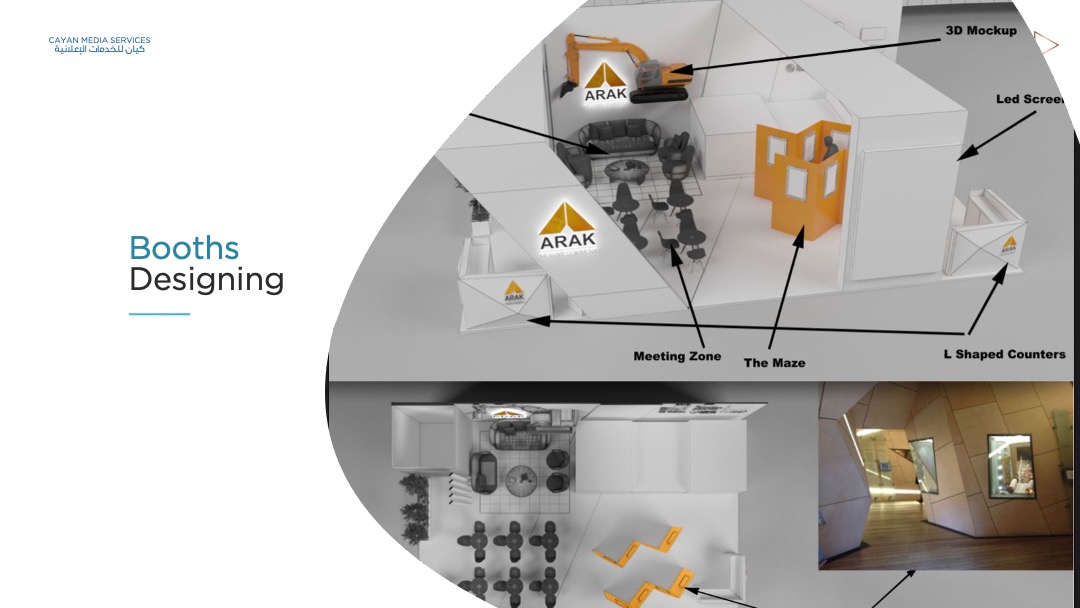 CAYAN MEDIA SERVICES
كيان للخدمات الإعلانية
Booths
Designing
3D Mockup
Led Screen
ARAK
ARAK
ARAK
ARAK
Meeting Zone
The Maze
L Shaped Counters